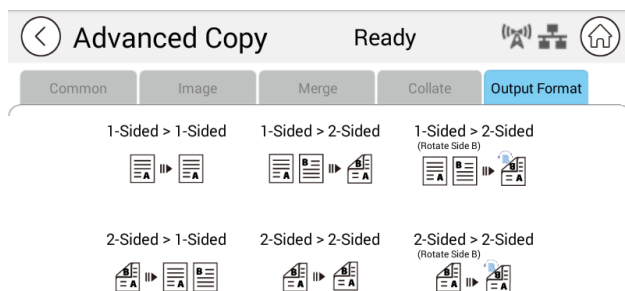 Advanced Copy Ready
Common Image Merge Collate Output Format
1-Sided > 1-Sided 1-Sided > 2-Sided 1-Sided > 2-Sided
(Rotate Side B)
A A A B B A A B B B A
2-Sided > 1-Sided 2-Sided > 2-Sided 2-Sided > 2-Sided
(Rotate Side B)
B A A B B A B A B A B B A